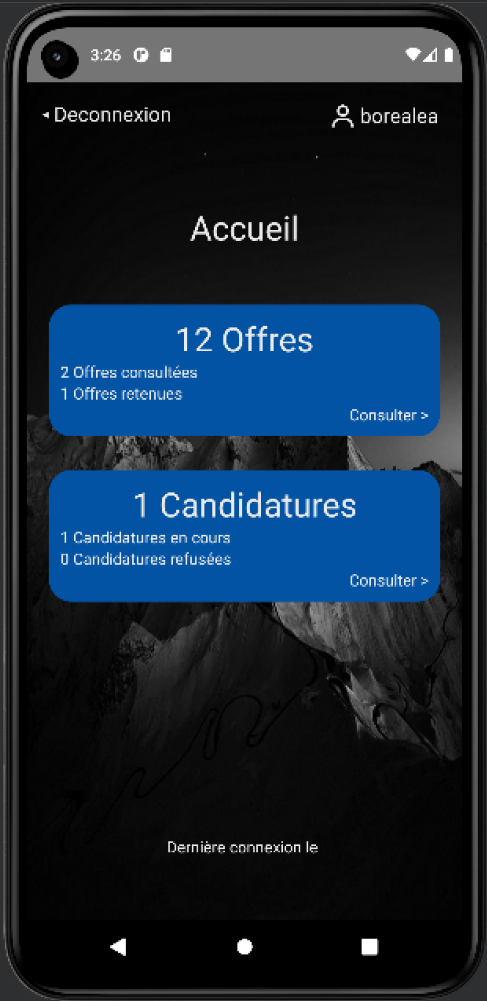 3:26
Deconnexion
borealea
Accueil
12 Offres
2 Offres consultées
1 Offres retenues
Consulter >
1 Candidatures
1 Candidatures en cours
0 Candidatures refusées
Consulter >
Dernière connexion le